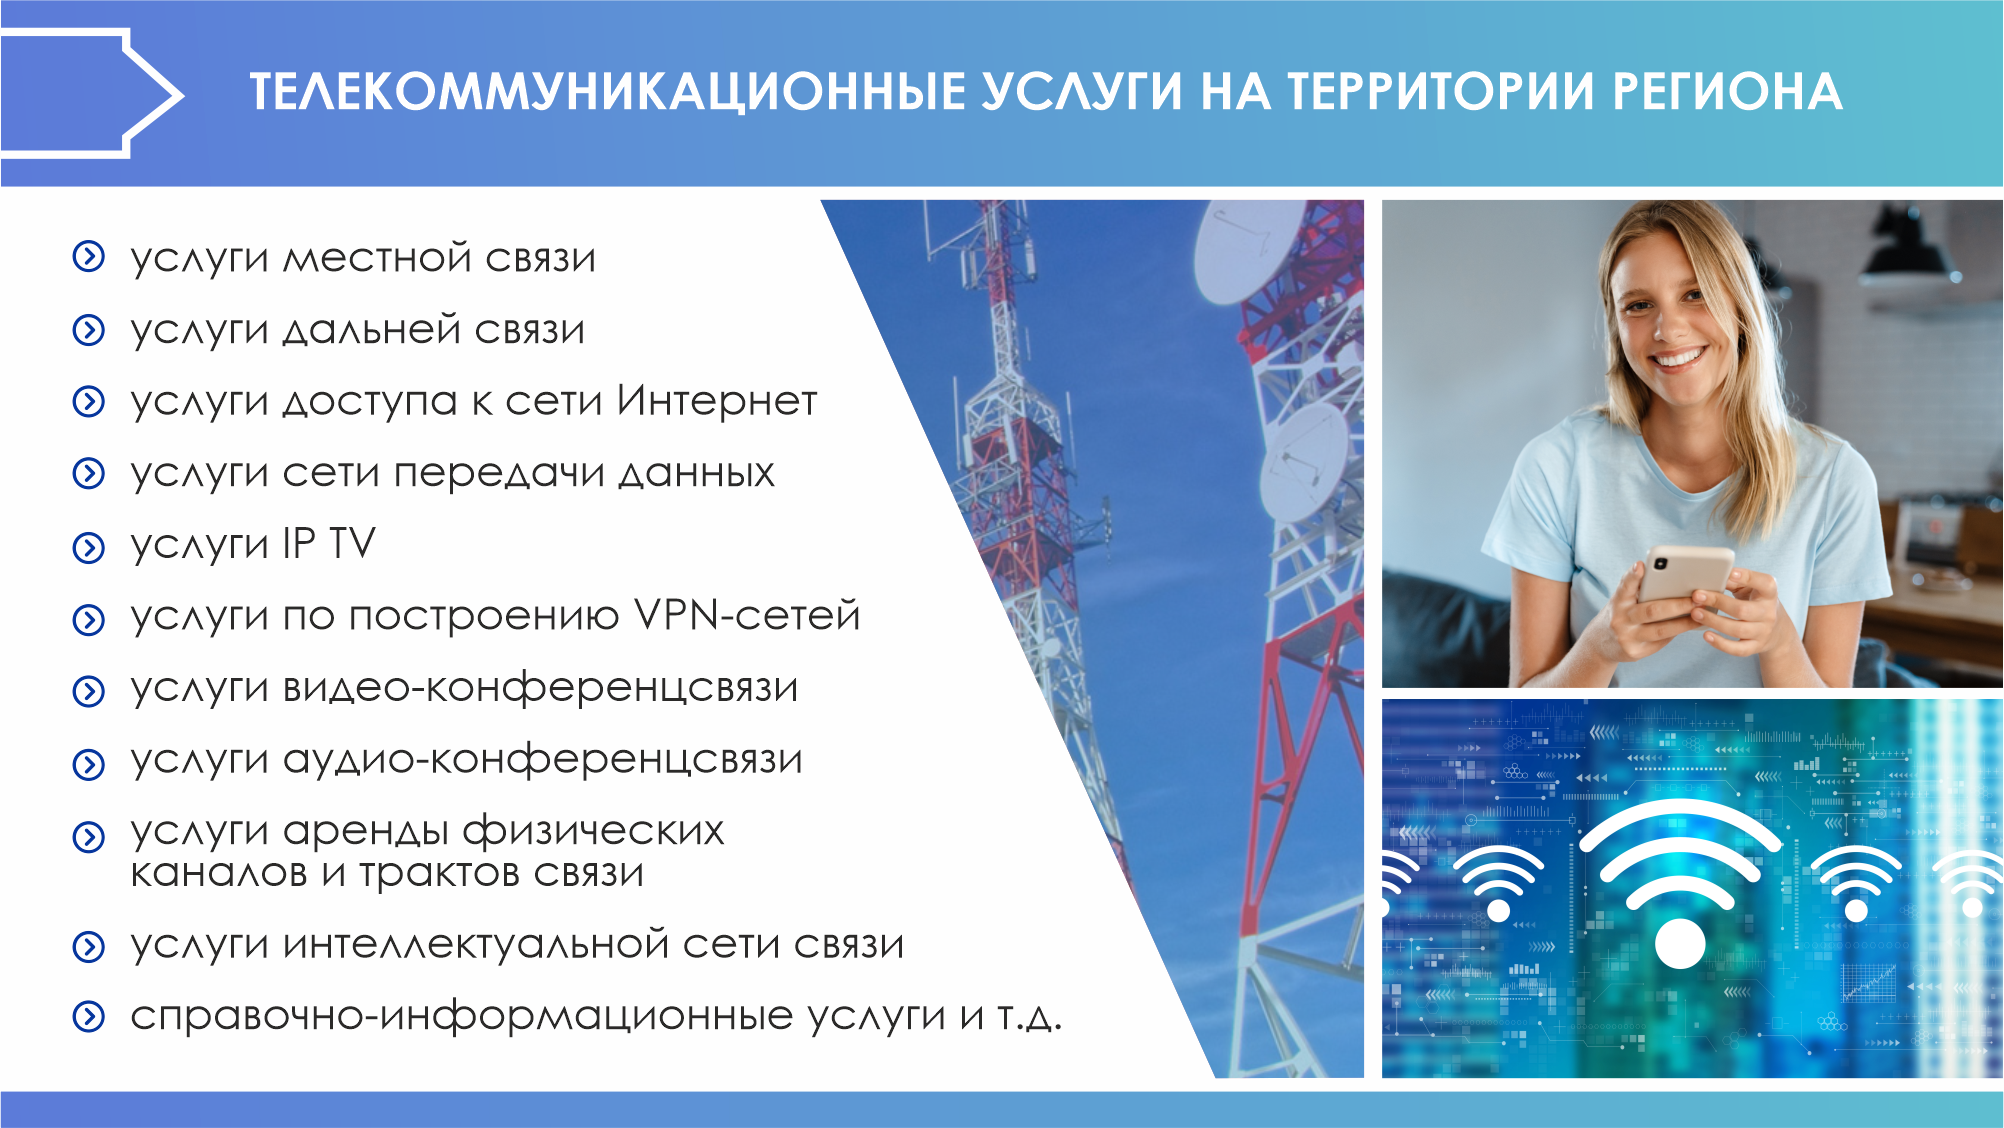 ТЕЛЕКОММУНИКАЦИОННЫЕ УСЛУГИ НА ТЕРРИТОРИИ РЕГИОНА
услуги местной связи
услуги дальней связи
услуги доступа к сети Интернет
услуги сети передачи данных
услуги IP TV
услуги по построению VPN-сетей
услуги видео-конференцсвязи
услуги аудио-конференцсвязи
услуги аренды физических
каналов и трактов связи
услуги интеллектуальной сети связи
справочно-информационные услуги и т.д.